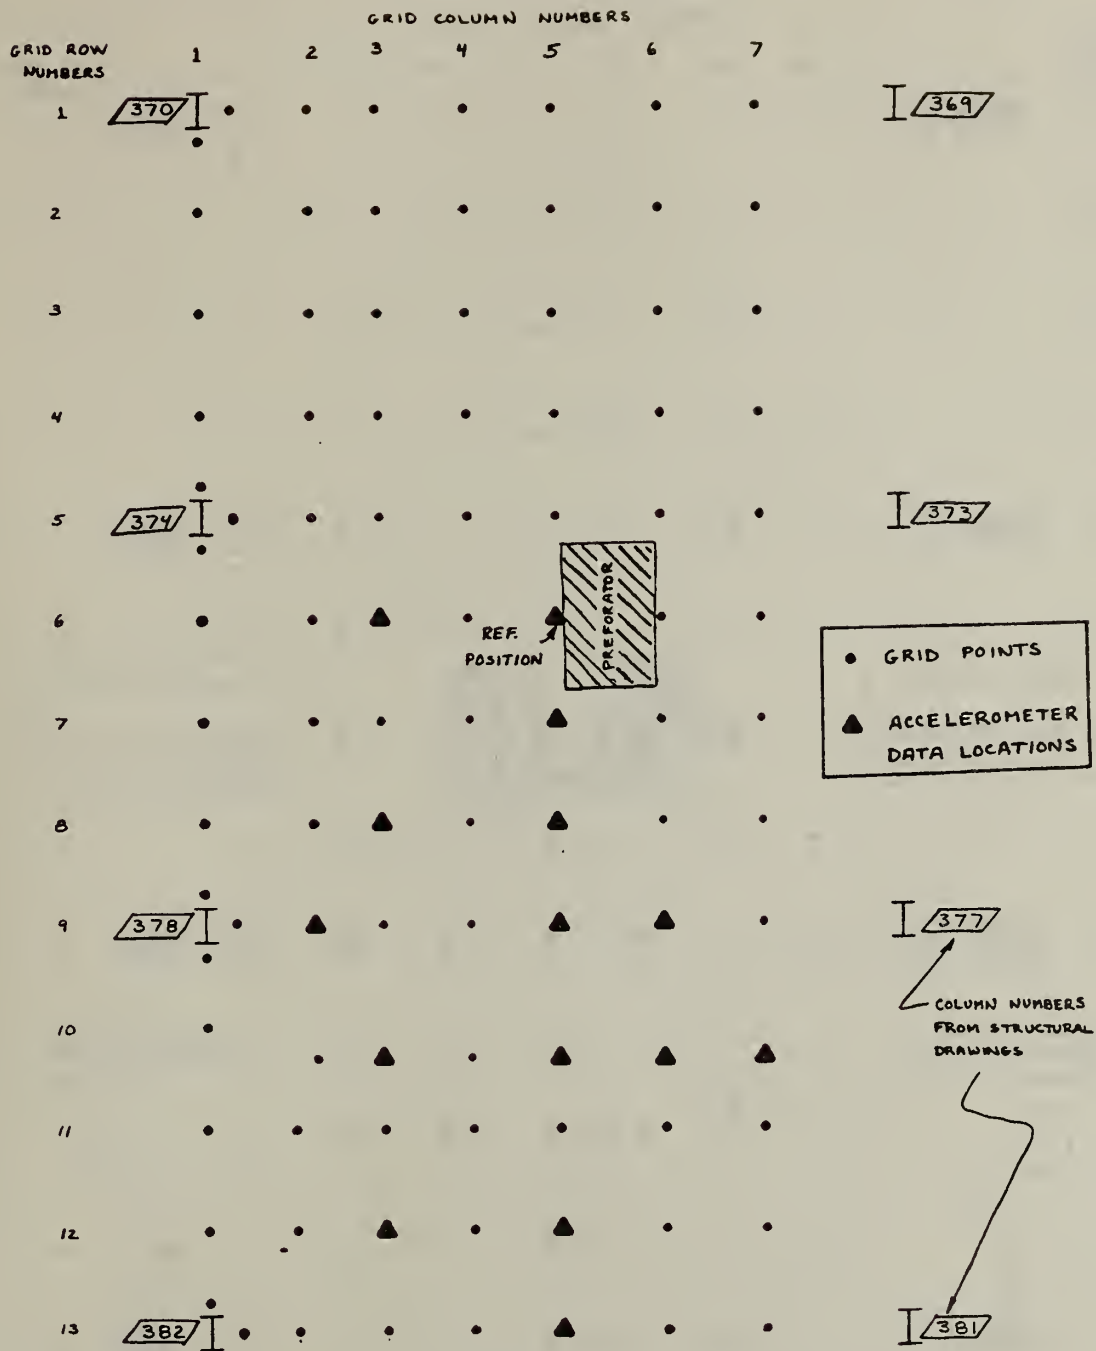 GRID COLUMN NUMBERS
GRID ROW
NUMBERS
1 2 3 4 5 6 7
1 370 369
2
3
4
5 374 373
PREFORATOR
6
REF.
POSITION
GRID POINTS
ACCELEROMETER
DATA LOCATIONS
7
8
9 378 377
COLUMN NUMBERS
FROM STRUCTURAL
DRAWINGS
10
11
12
13 382 381